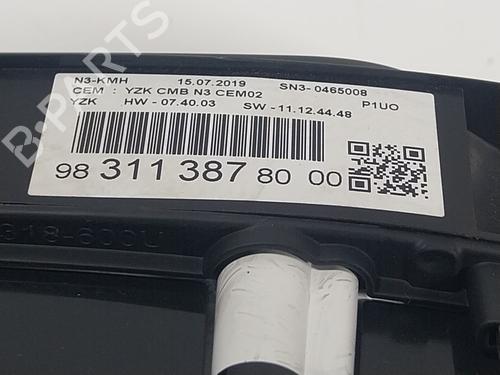 N3-KMH 15.07.2019 SN3- 0465008
CEM : YZK CMB N3 CEM02 P1UO
YZK HW - 07.40.03 SW - 11.12.44.48
98 311 387 80 00
B-PARTS